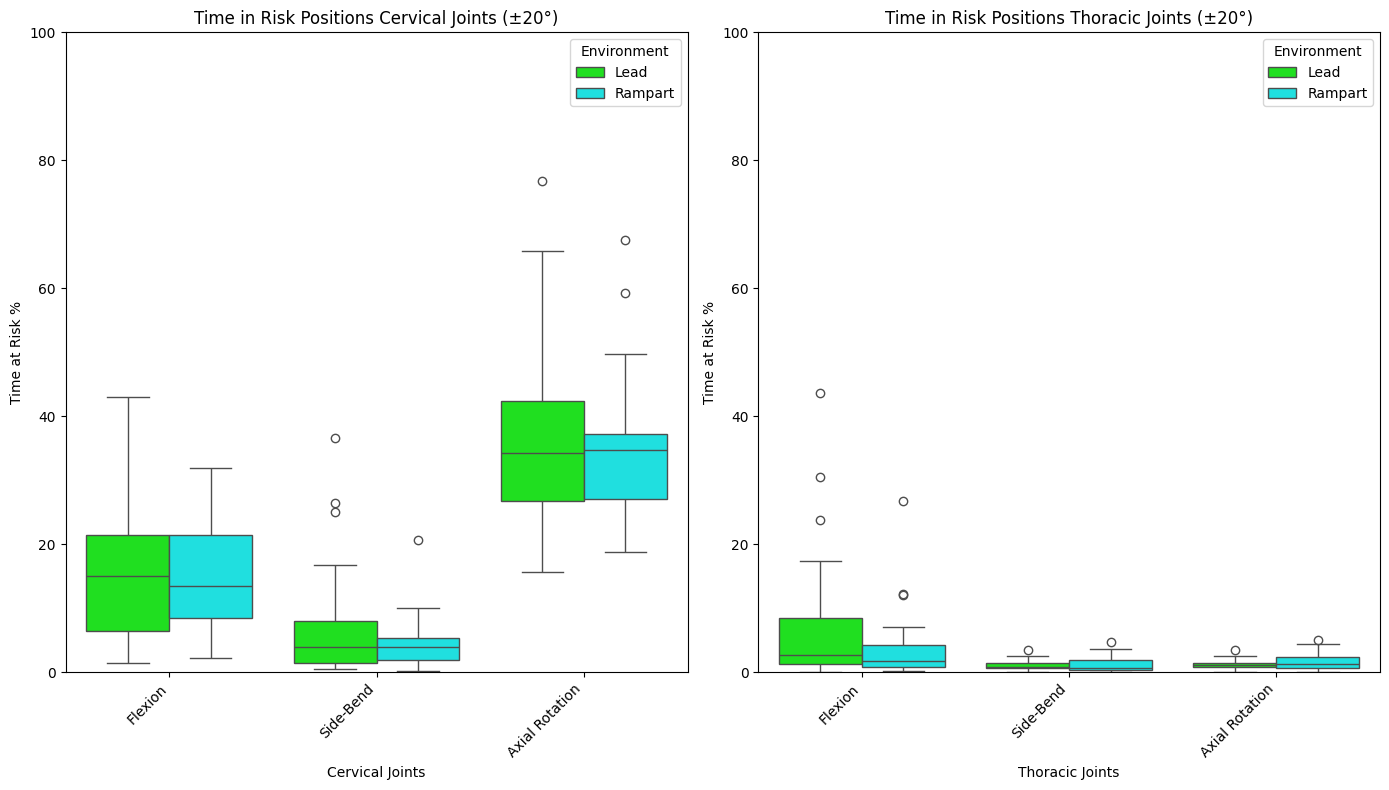 Time in Risk Positions Cervical Joints (±20°)
Time at Risk %
100
80
60
40
20
0
Environment
Lead
Rampart
Flexion
Side-Bend
Axial Rotation
Cervical Joints
Time in Risk Positions Thoracic Joints (±20°)
Time at Risk %
100
80
60
40
20
0
Environment
Lead
Rampart
Flexion
Side-Bend
Axial Rotation
Thoracic Joints